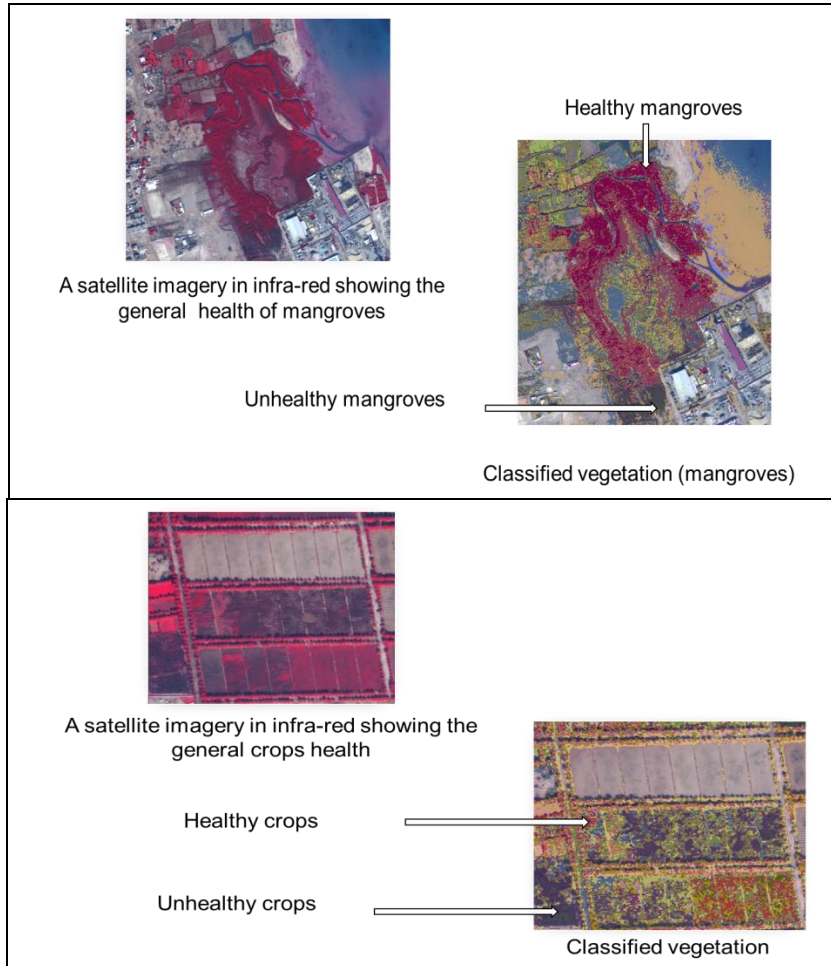 Healthy mangroves
A satellite imagery in infra-red showing the
general health of mangroves
Unhealthy mangroves
Classified vegetation (mangroves)
A satellite imagery in infra-red showing the
general crops health
Healthy crops
Unhealthy crops
Classified vegetation